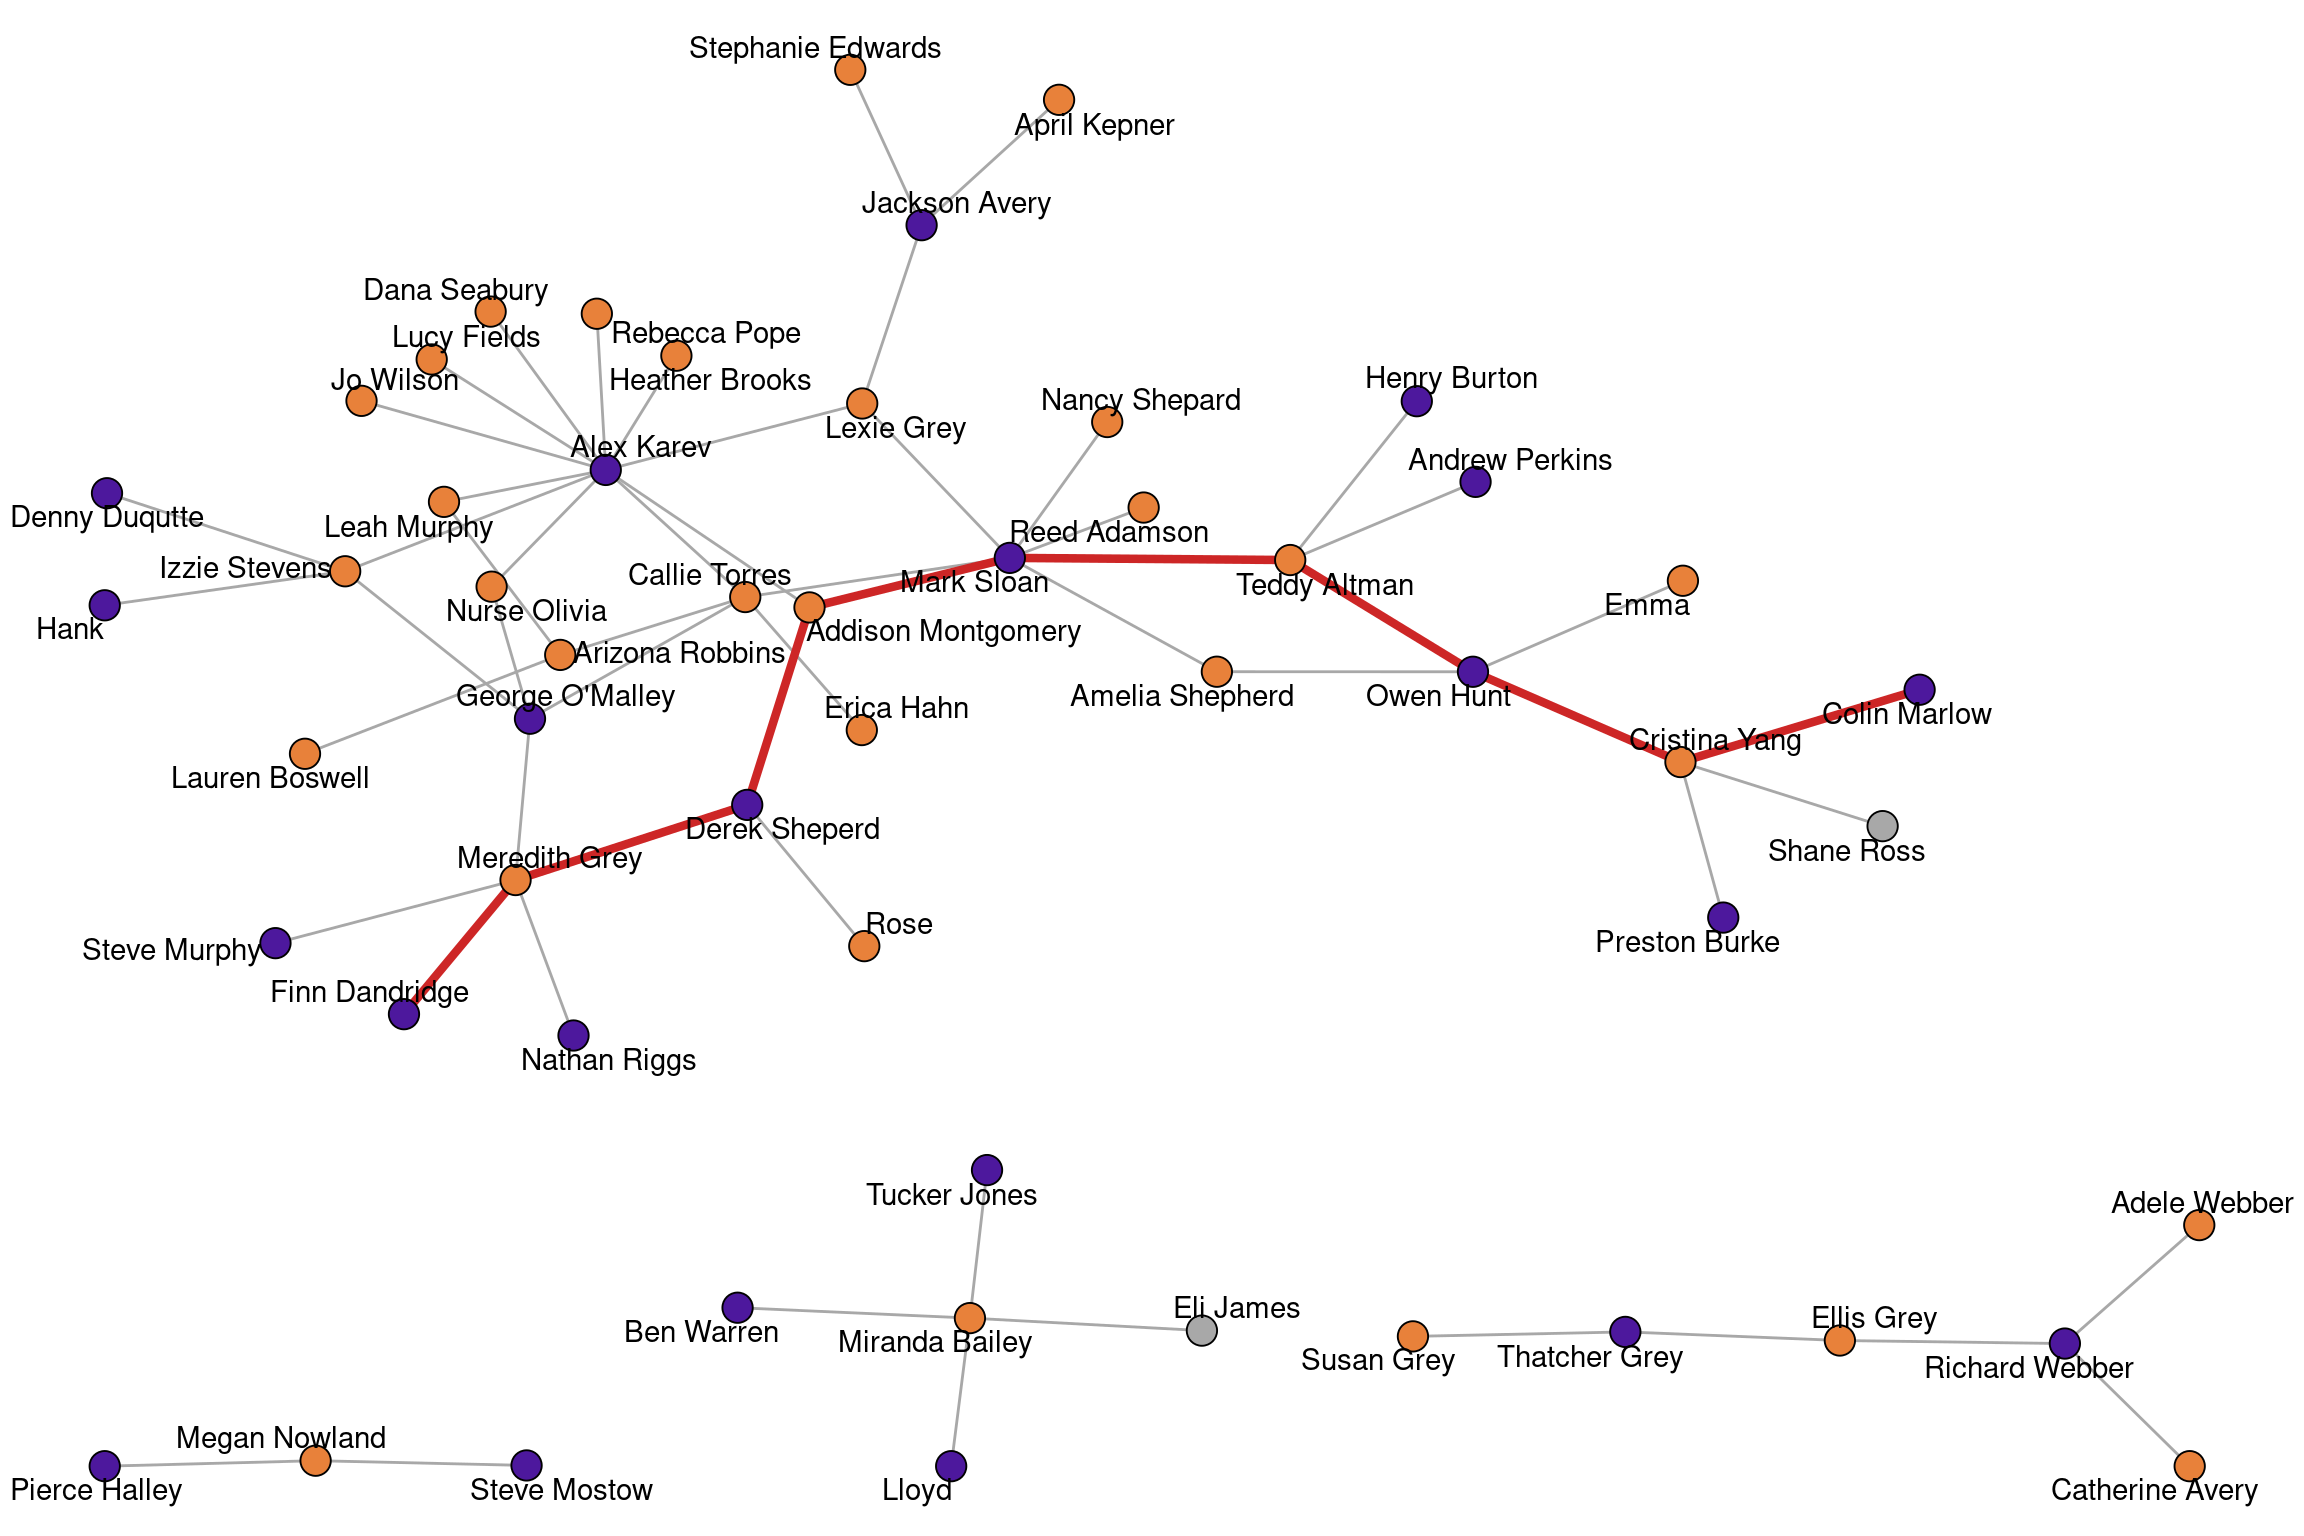 Stephanie Edwards
April Kepner
Jackson Avery
Dana Seabury
Lucy Fields
Rebecca Pope
Jo Wilson
Heather Brooks
Henry Burton
Nancy Shepard
Lexie Grey
Alex Karev
Andrew Perkins
Denny Duqutte
Leah Murphy
Reed Adamson
Izzie Stevens
Callie Torres
Mark Sloan
Teddy Altman
Emma
Nurse Olivia
Hank
Addison Montgomery
Arizona Robbins
George O'Malley
Amelia Shepherd
Owen Hunt
Erica Hahn
Colin Marlow
Cristina Yang
Lauren Boswell
Derek Sheperd
Shane Ross
Meredith Grey
Rose
Preston Burke
Steve Murphy
Finn Dandridge
Nathan Riggs
Tucker Jones
Adele Webber
Eli James
Ellis Grey
Ben Warren
Miranda Bailey
Susan Grey
Thatcher Grey
Richard Webber
Megan Nowland
Pierce Halley
Steve Mostow
Lloyd
Catherine Avery